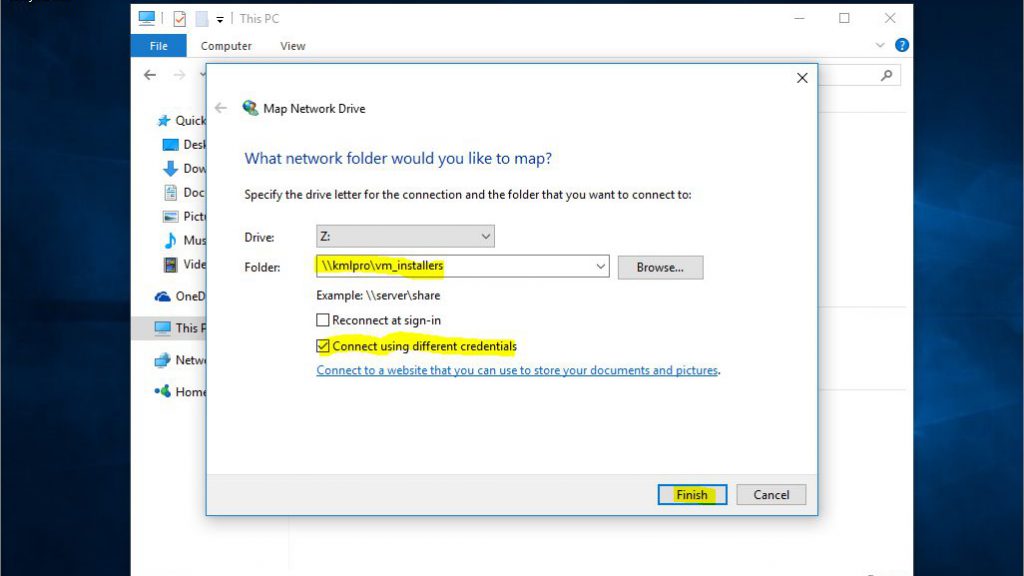 This PC
File Computer View
Map Network Drive
What network folder would you like to map?
Specify the drive letter for the connection and the folder that you want to connect to:
Drive: Z:
Folder: \\kmlpro\vm_installers Browse...
Example: \\server\share
Reconnect at sign-in
Connect using different credentials
Connect to a website that you can use to store your documents and pictures.
Finish Cancel
Quick
Desk
Dow
Doc
Pictu
Mus
Vide
OneD
This P
Netw
Home